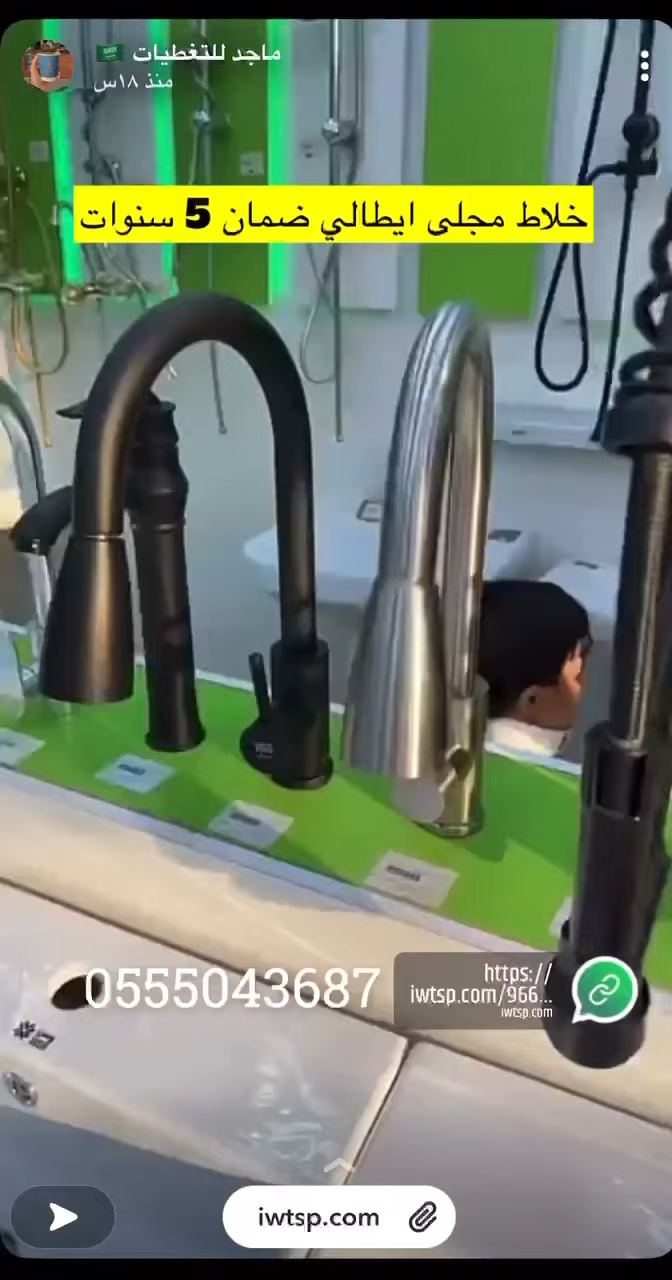 ماجد للتغطيات
منذ ١٨س
خلاط مجلى ايطالي ضمان 5 سنوات
0555043687
https://
iwtsp.com/966...
iwtsp.com
iwtsp.com